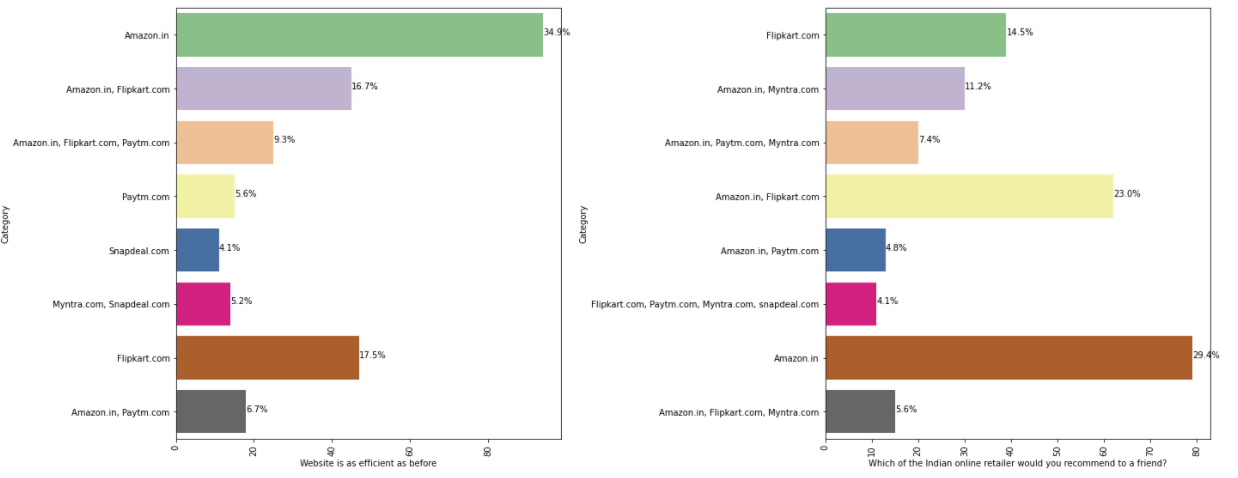 Category
Amazon.in
34.9%
Amazon.in, Flipkart.com
16.7%
Amazon.in, Flipkart.com, Paytm.com
9.3%
Paytm.com
5.6%
Snapdeal.com
4.1%
Myntra.com, Snapdeal.com
5.2%
Flipkart.com
17.5%
Amazon.in, Paytm.com
6.7%
0
20
40
60
80
Website is as efficient as before
Category
Flipkart.com
14.5%
Amazon.in, Myntra.com
11.2%
Amazon.in, Paytm.com, Myntra.com
7.4%
Amazon.in, Flipkart.com
23.0%
Amazon.in, Paytm.com
4.8%
Flipkart.com, Paytm.com, Myntra.com, snapdeal.com
4.1%
Amazon.in
29.4%
Amazon.in, Flipkart.com, Myntra.com
5.6%
0
10
20
30
40
50
60
70
80
Which of the Indian online retailer would you recommend to a friend?